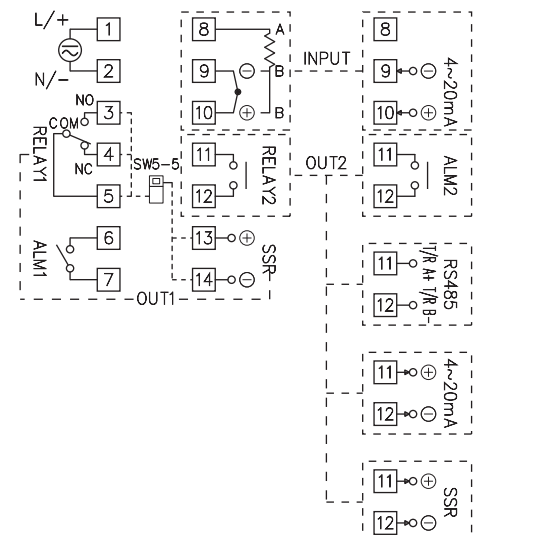 L/+
1
N/-
2
NO
3
COM
4
NC
5
RELAY1
SW5-5
6
7
ALM1
8
A
9
⊖
B
10
⊕
B
INPUT
8
9
⊖
10
⊕
4~20mA
11
12
RELAY2
OUT2
11
12
ALM2
13
⊕
14
⊖
SSR
OUT1
11
T/R A+
12
T/R B-
RS485
11
⊕
12
⊖
4~20mA
11
⊕
12
⊖
SSR